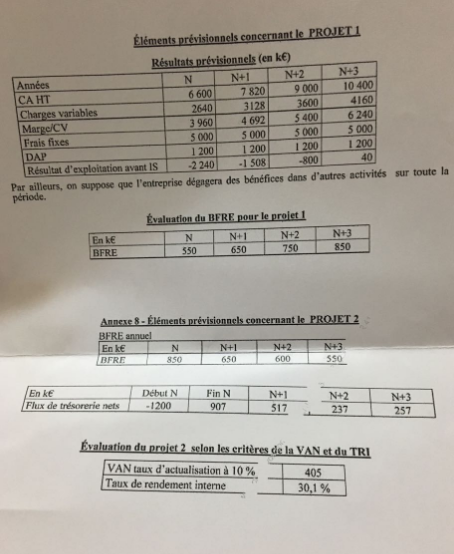 Éléments prévisionnels concernant le PROJET 1
Résultats prévisionnels (en k€)
Années N N+1 N+2 N+3
CA HT 6 600 7 820 9 000 10 400
Charges variables 2640 3128 3600 4160
Marge/CV 3 960 4 692 5 400 6 240
Frais fixes 5 000 5 000 5 000 5 000
DAP 1 200 1 200 1 200 1 200
Résultat d'exploitation avant IS -2 240 -1 508 -800 40
Par ailleurs, on suppose que l'entreprise dégagera des bénéfices dans d'autres activités sur toute la
période.
Évaluation du BFRE pour le projet 1
En k€ N N+1 N+2 N+3
BFRE 550 650 750 850
Annexe 8 - Éléments prévisionnels concernant le PROJET 2
BFRE annuel
En k€ N N+1 N+2 N+3
BFRE 850 650 600 550
En k€ Début N Fin N N+1 N+2 N+3
Flux de trésorerie nets -1200 907 517 237 257
Évaluation du projet 2 selon les critères de la VAN et du TRI
VAN taux d'actualisation à 10 % 405
Taux de rendement interne 30,1 %